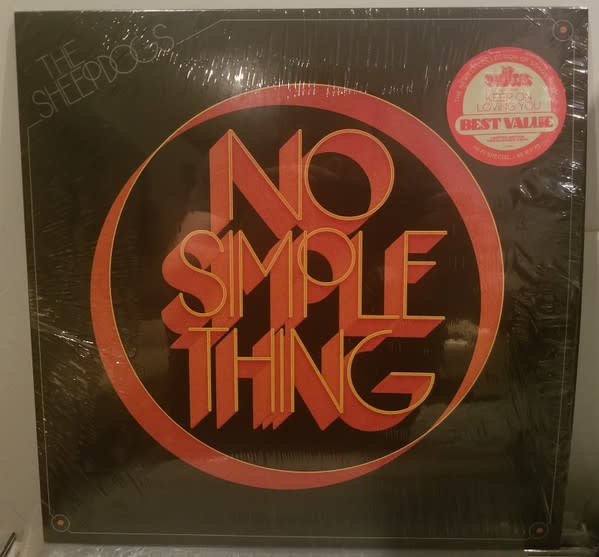 THE
SHEEPDOGS
KEEP ON
LOVING YOU
BEST VALUE
NO
SIMPLE
THING